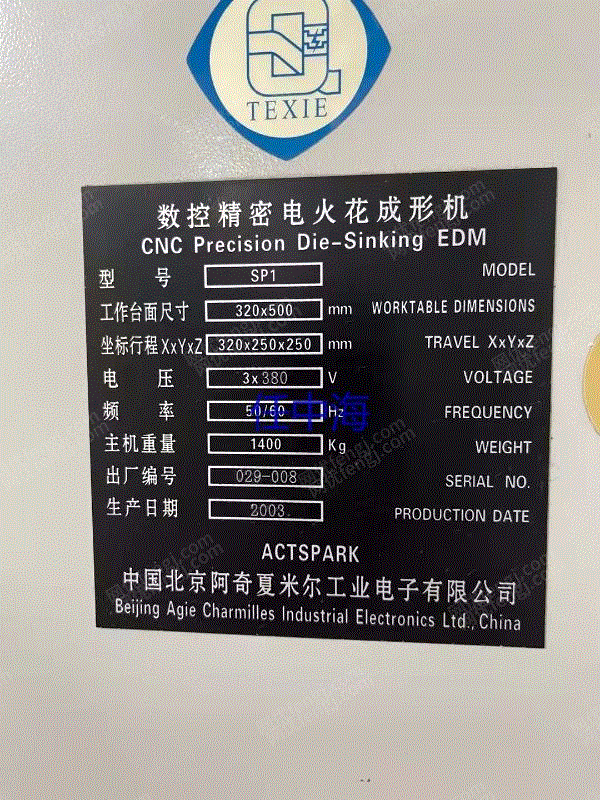 TEXIE
数控精密电火花成形机
CNC Precision Die-Sinking EDM
型 号 SP1 MODEL
工作台面尺寸 320x500 mm WORKTABLE DIMENSIONS
坐标行程XxYxZ 320x250x250 mm TRAVEL XxYxZ
电 压 3x380 V VOLTAGE
频 率 50/60 Hz FREQUENCY
任中海
主机重量 1400 Kg WEIGHT
出厂编号 029-008 SERIAL NO.
生产日期 2003. PRODUCTION DATE
ACTSPARK
中国北京阿奇夏米尔工业电子有限公司
Beijing Agie Charmilles Industrial Electronics Ltd., China